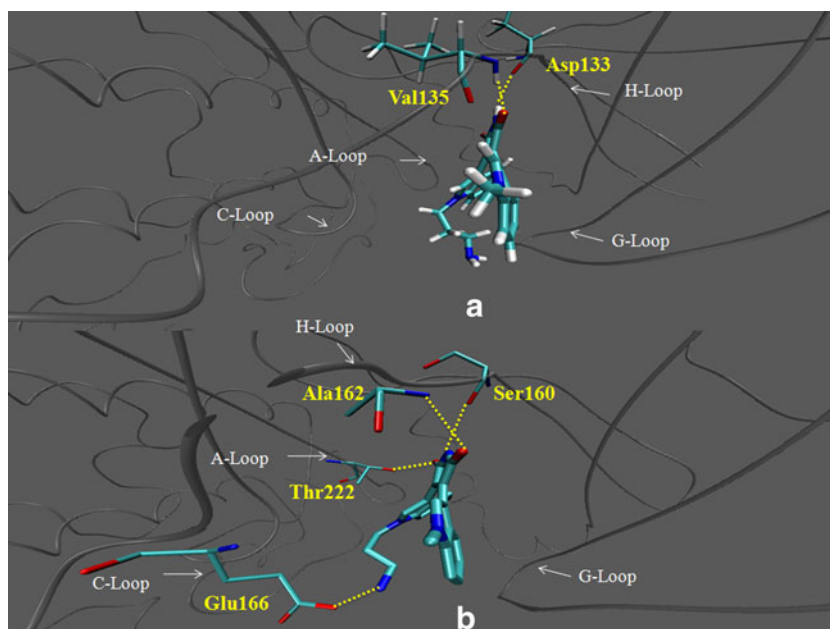 Asp133
Val135
H-Loop
A-Loop
C-Loop
G-Loop
a
H-Loop
Ala162
Ser160
A-Loop
Thr222
C-Loop
G-Loop
Glu166
b